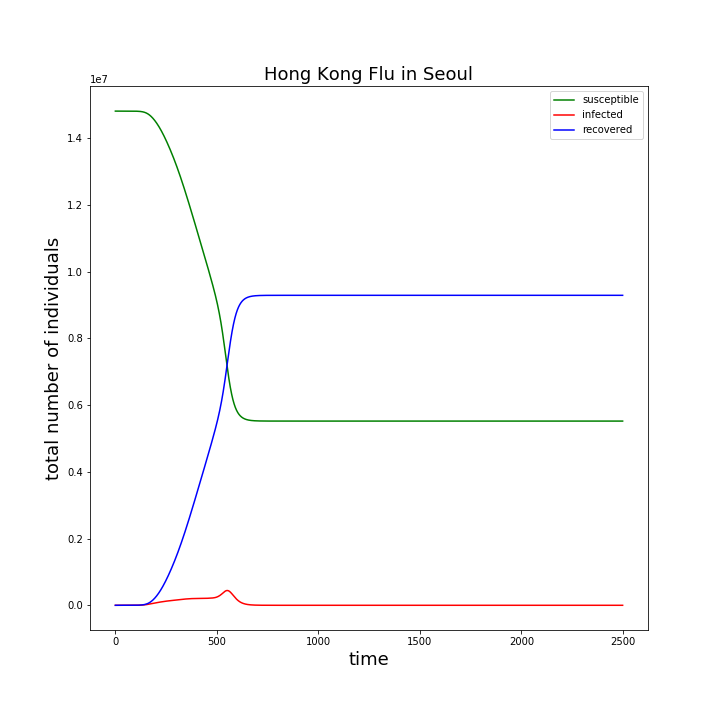 Hong Kong Flu in Seoul
1e7
susceptible
infected
recovered
1.4
1.2
1.0
0.8
0.6
0.4
0.2
0.0
total number of individuals
0 500 1000 1500 2000 2500
time